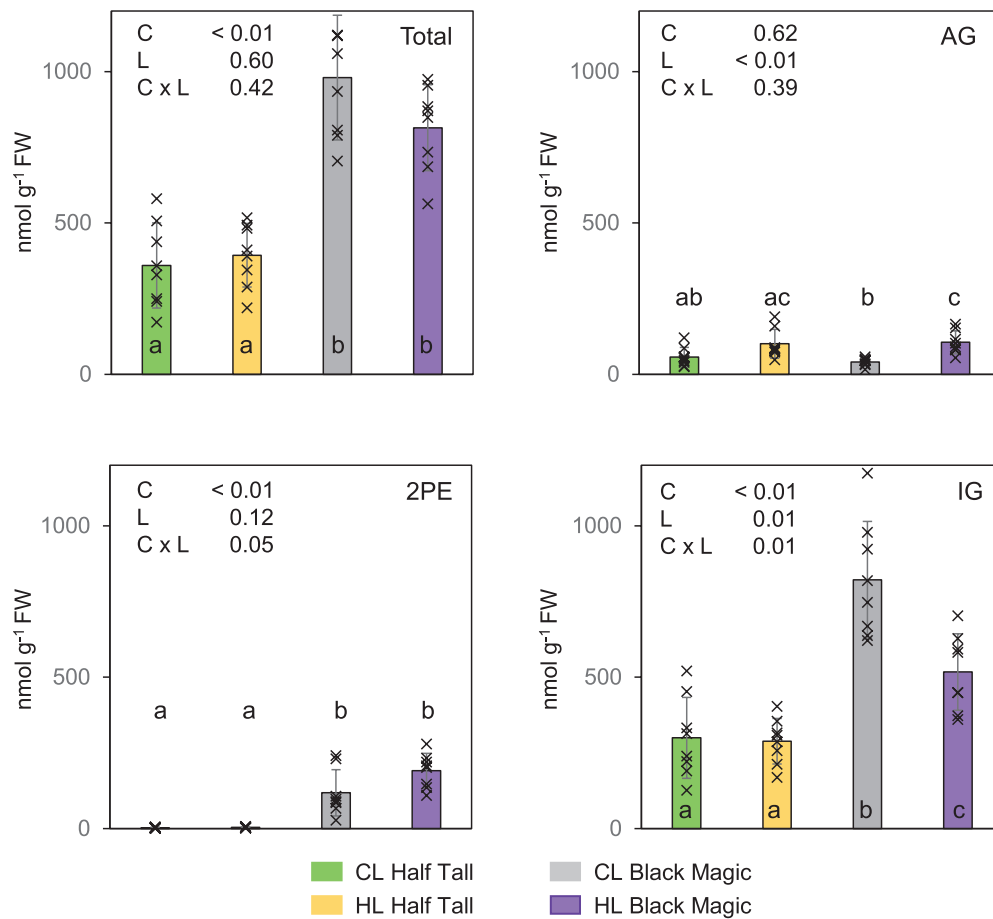 C < 0.01 Total
L 0.60
C x L 0.42
1000
500
0
nmol g⁻¹ FW
a a b b
C 0.62 AG
L < 0.01
C x L 0.39
1000
500
0
nmol g⁻¹ FW
ab ac b c
C < 0.01 2PE
L 0.12
C x L 0.05
1000
500
0
nmol g⁻¹ FW
a a b b
C < 0.01 IG
L 0.01
C x L 0.01
1000
500
0
nmol g⁻¹ FW
a a b c
CL Half Tall CL Black Magic
HL Half Tall HL Black Magic